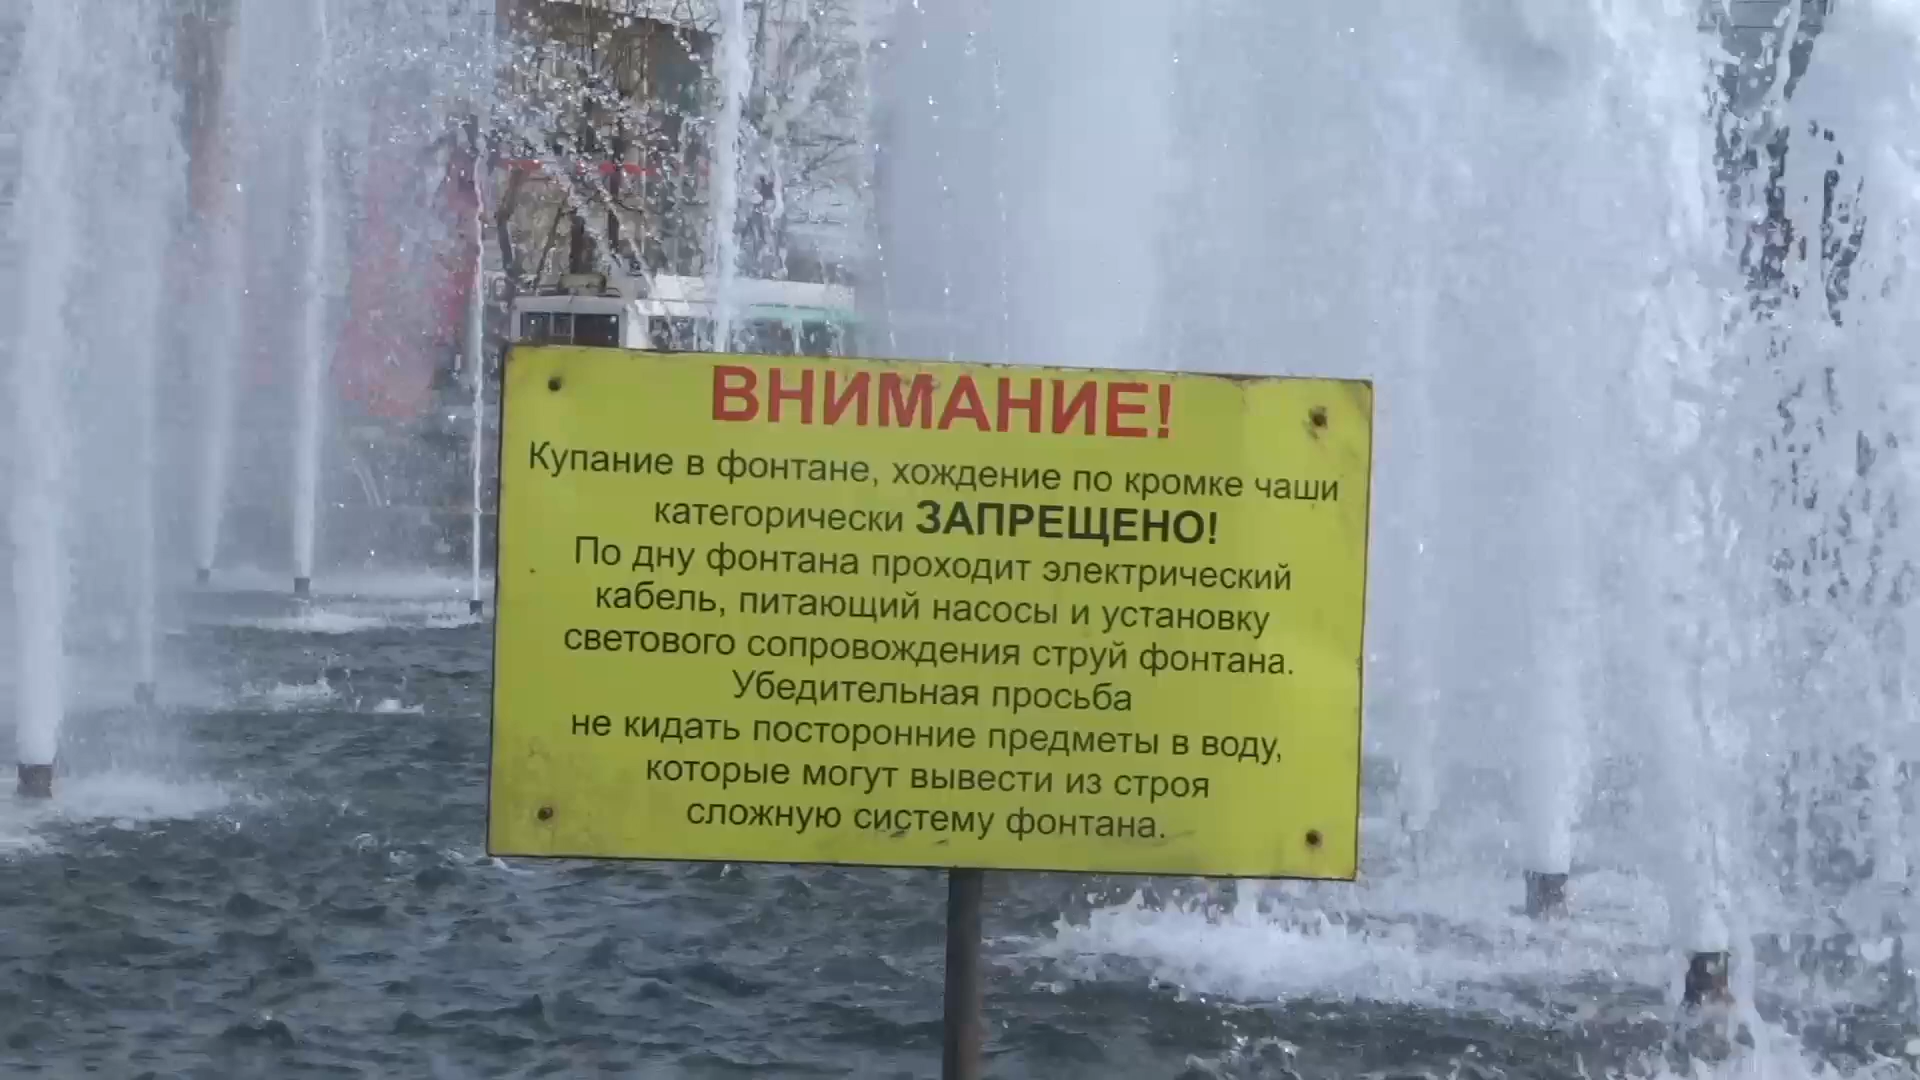 ВНИМАНИЕ!
Купание в фонтане, хождение по кромке чаши
категорически ЗАПРЕЩЕНО!
По дну фонтана проходит электрический
кабель, питающий насосы и установку
светового сопровождения струй фонтана.
Убедительная просьба
не кидать посторонние предметы в воду,
которые могут вывести из строя
сложную систему фонтана.